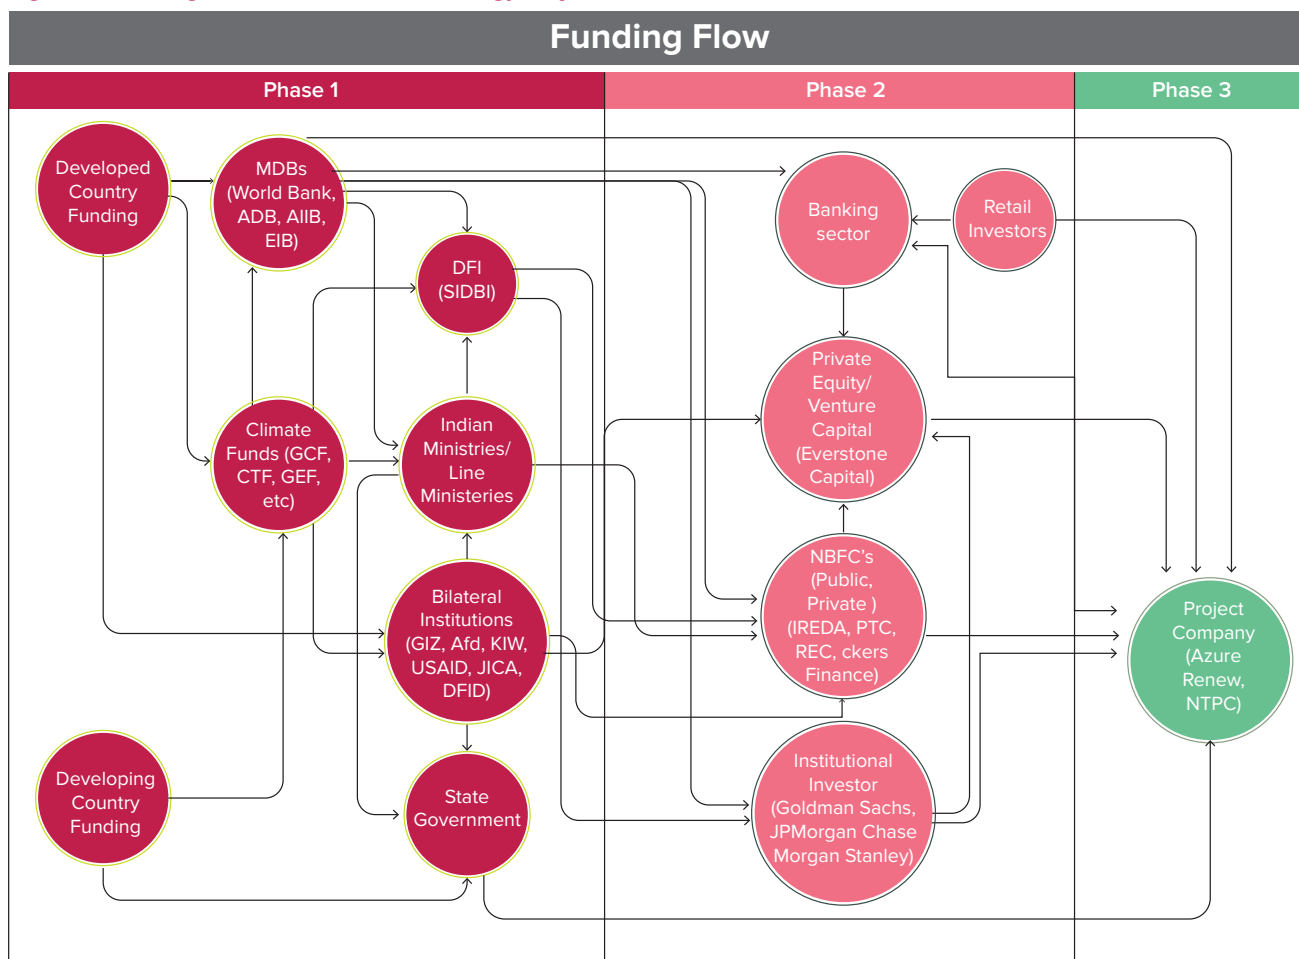 Funding Flow
Phase 1
Phase 2
Phase 3
Developed
Country
Funding
MDBs
(World Bank,
ADB, AIIB,
EIB)
DFI
(SIDBI)
Climate
Funds (GCF,
CTF, GEF,
etc)
Indian
Ministries/
Line
Ministeries
Bilateral
Institutions
(GIZ, Afd, KIW,
USAID, JICA,
DFID)
Developing
Country
Funding
State
Government
Banking
sector
Retail
Investors
Private
Equity/
Venture
Capital
(Everstone
Capital)
NBFC's
(Public,
Private )
(IREDA, PTC,
REC, ckers
Finance)
Institutional
Investor
(Goldman Sachs,
JPMorgan Chase
Morgan Stanley)
Project
Company
(Azure
Renew,
NTPC)